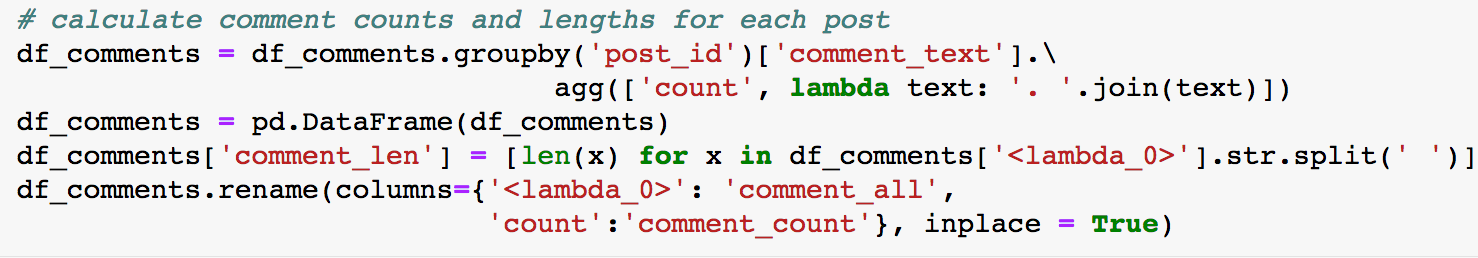 # calculate comment counts and lengths for each post
df_comments = df_comments.groupby('post_id')['comment_text'].\
agg(['count', lambda text: '. '.join(text)])
df_comments = pd.DataFrame(df_comments)
df_comments['comment_len'] = [len(x) for x in df_comments['<lambda_0>'].str.split(' ')]
df_comments.rename(columns={'<lambda_0>': 'comment_all',
'count':'comment_count'}, inplace = True)